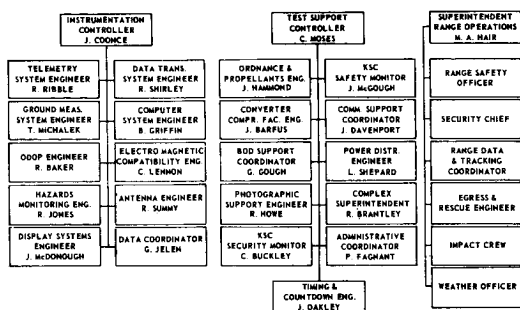 INSTRUMENTATION
CONTROLLER
J. COONCE
TELEMETRY
SYSTEM ENGINEER
R. RIBBLE
DATA TRANS.
SYSTEM ENGINEER
R. SHIRLEY
GROUND MEAS.
SYSTEM ENGINEER
T. MICHALEK
COMPUTER
SYSTEM ENGINEER
B. GRIFFIN
ODOP ENGINEER
R. BAKER
ELECTRO MAGNETIC
COMPATIBILITY ENG.
C. LENNON
HAZARDS
MONITORING ENG.
R. JONES
ANTENNA ENGINEER
R. SUMMY
DISPLAY SYSTEMS
ENGINEER
J. McDONOUGH
DATA COORDINATOR
G. JELEN
TEST SUPPORT
CONTROLLER
C. MOSES
ORDNANCE &
PROPELLANTS ENG.
J. HAMMOND
KSC
SAFETY MONITOR
J. McGOUGH
CONVERTER
COMPR. FAC. ENG.
J. BARFUS
COMM. SUPPORT
COORDINATOR
J. DAVENPORT
BOD SUPPORT
COORDINATOR
G. GOUGH
POWER DISTR.
ENGINEER
L. SHEPARD
PHOTOGRAPHIC
SUPPORT ENGINEER
R. HOWE
COMPLEX
SUPERINTENDENT
R. BRANTLEY
KSC
SECURITY MONITOR
C. BUCKLEY
ADMINISTRATIVE
COORDINATOR
P. FAGNANT
TIMING &
COUNTDOWN ENG.
J. OAKLEY
SUPERINTENDENT
RANGE OPERATIONS
M. A. HAIR
RANGE SAFETY
OFFICER
SECURITY CHIEF
RANGE DATA
& TRACKING
COORDINATOR
EGRESS &
RESCUE ENGINEER
IMPACT CREW
WEATHER OFFICER